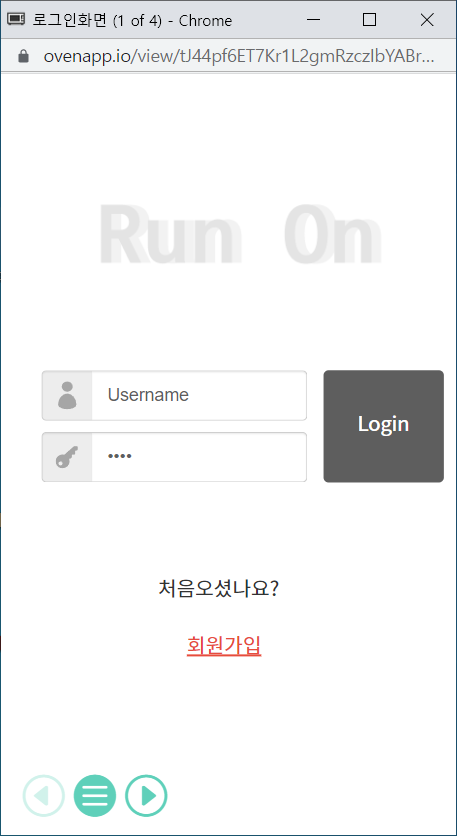 로그인화면 (1 of 4) - Chrome
ovenapp.io/view/tJ44pf6ET7Kr1L2gmRzczIbYABr...
Run On
Username
••••
Login
처음오셨나요?
회원가입